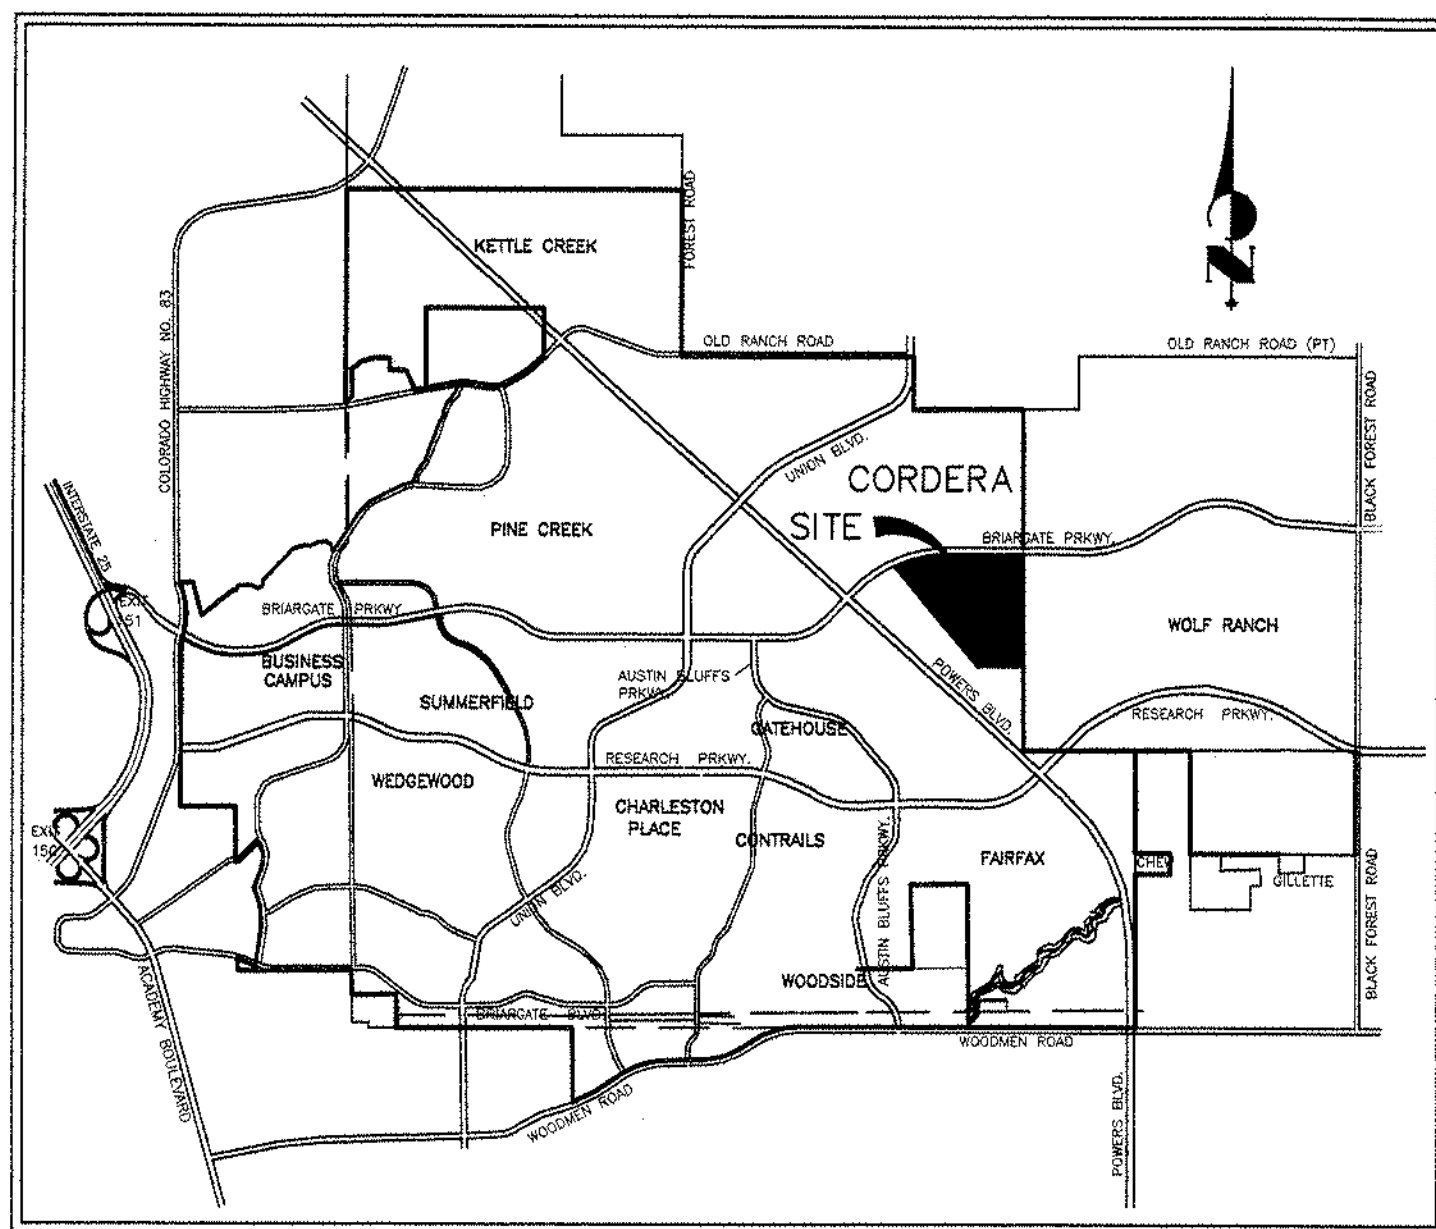 KETTLE CREEK
FOREST ROAD
N
COLORADO HIGHWAY NO. 83
OLD RANCH ROAD
OLD RANCH ROAD (PT)
BLACK FOREST ROAD
UNION BLVD.
CORDERA
SITE
PINE CREEK
BRIARGATE PRKWY.
INTERSTATE 25
EXIT
151
BRIARGATE PRKWY.
WOLF RANCH
BUSINESS
CAMPUS
AUSTIN BLUFFS
PRKWY.
SUMMERFIELD
POWERS BLVD.
GATEHOUSE
RESEARCH PRKWY.
RESEARCH PRKWY.
WEDGEWOOD
CHARLESTON
PLACE
CONTRAILS
EXIT
150
FAIRFAX
CHEV
GILLETTE
UNION BLVD.
AUSTIN BLUFFS PRKWY.
BLACK FOREST ROAD
WOODSIDE
ACADEMY BOULEVARD
BRIARGATE BLVD.
WOODMEN ROAD
WOODMEN ROAD
POWERS BLVD.